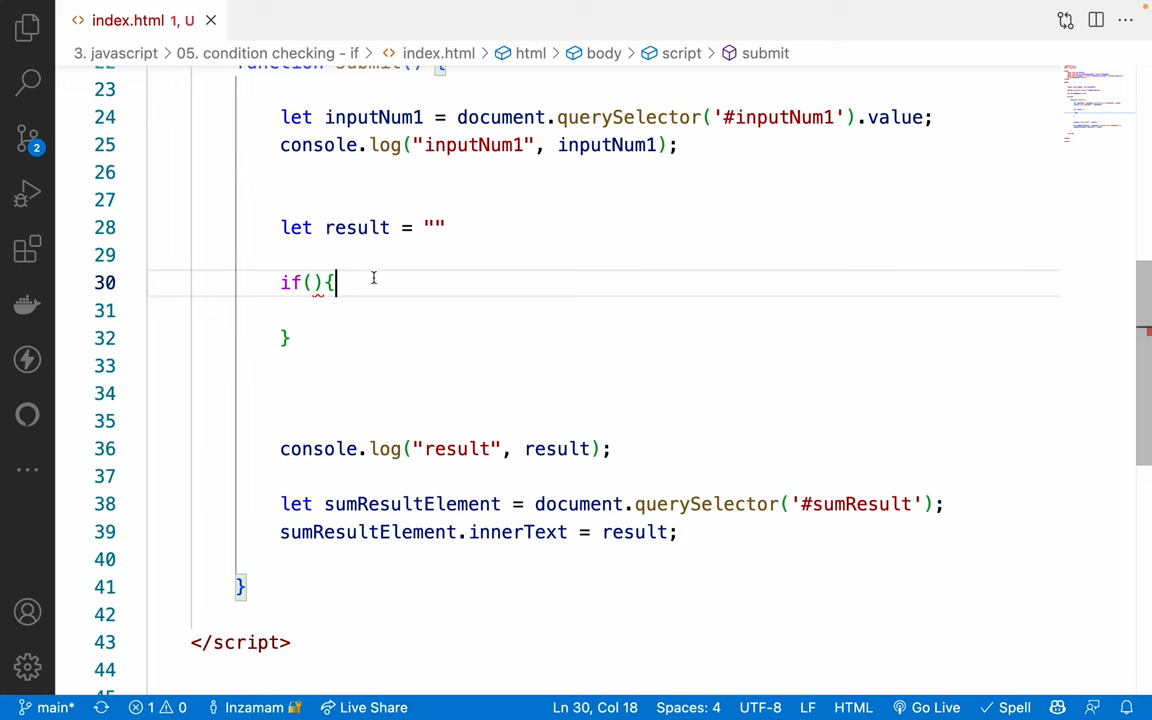 index.html 1, U
3. javascript > 05. condition checking - if > index.html > html > body > script > submit
22 function submit() {
23
24 let inputNum1 = document.querySelector('#inputNum1').value;
25 console.log("inputNum1", inputNum1);
26
27
28 let result = ""
29
30 if(){
31
32 }
33
34
35
36 console.log("result", result);
37
38 let sumResultElement = document.querySelector('#sumResult');
39 sumResultElement.innerText = result;
40
41 }
42
43 </script>
44
45
2
main* 1 0 Inzamam Live Share Ln 30, Col 18 Spaces: 4 UTF-8 LF HTML Go Live Spell